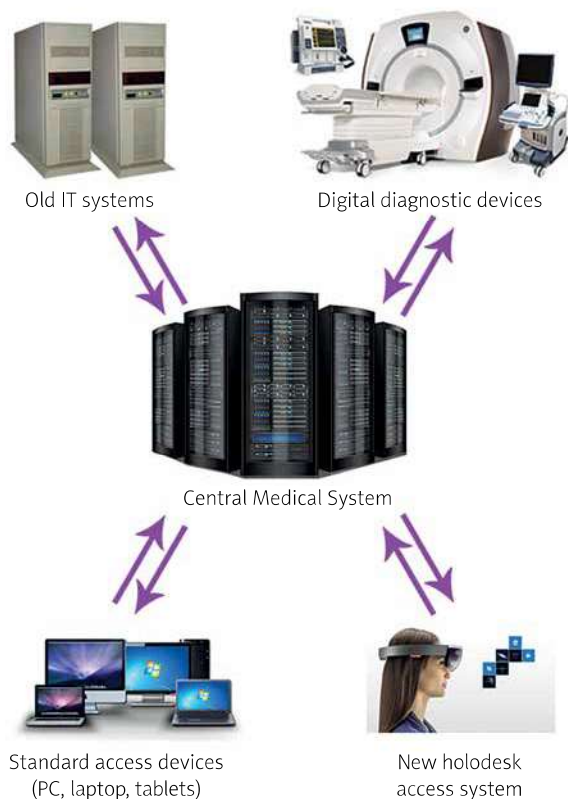 Old IT systems
Digital diagnostic devices
Central Medical System
Standard access devices
(PC, laptop, tablets)
New holodesk
access system